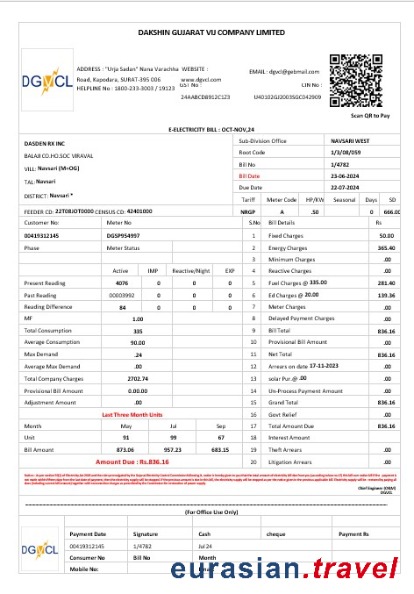 DAKSHIN GUJARAT VIJ COMPANY LIMITED
DGVCL
ADDRESS : "Urja Sadan" Nana Varachha
Road, Kapodara, SURAT-395 006
HELPLINE No : 1800-233-3003 / 19123
WEBSITE :
www.dgvcl.com
GST No :
24AABCD8912C1Z3
EMAIL: dgvcl@gebmail.com
CIN No :
U40102GJ2003SGC042909
Scan QR to Pay
E-ELECTRICITY BILL : OCT-NOV,24
DASDEN RX INC
BALAJI CO.HO.SOC VIRAVAL
VILL: Navsari (M+OG)
TAL: Navsari
DISTRICT: Navsari *
FEEDER CD: 22T08JOT0000 CENSUS CD: 42401000
Sub-Division Office NAVSARI WEST
Root Code 1/3/08/059
Bill No 1/4782
Bill Date 23-06-2024
Due Date 22-07-2024
Tariff Meter Code HP/KW Seasonal Days SD
NRGP A .50 0 666.00
Customer No: Meter No
00419312145 DGSP954997
Phase Meter Status
Active IMP Reactive/Night EXP
Present Reading 4076 0 0 0
Past Reading 00003992 0 0 0
Reading Difference 84 0 0 0
MF 1.00
Total Consumption 335
Average Consumption 90.00
Max Demand .24
Average Max Demand .00
Total Company Charges 2702.74
Provisional Bill Amount 0.00.00
Adjustment Amount .00
Last Three Month Units
Month May Jul Sep
Unit 91 99 67
Bill Amount 873.06 957.23 683.15
Amount Due : Rs.836.16
S.No Bill Details Rs
1 Fixed Charges 50.00
2 Energy Charges 365.40
3 Minimum Charges .00
4 Reactive Charges
5 Fuel Charges @ 335.00 281.40
6 Ed Charges @ 20.00 139.36
7 Meter Charges .00
8 Delayed Payment Charges .00
9 Bill Total 836.16
10 Provisional Bill Amount .00
11 Net Total 836.16
12 Arrears on date 17-11-2023 .00
13 solar Pur.@ .00 .00
14 Un-Process Payment Amount .00
15 Grand Total 836.16
16 Govt Relief .00
17 Total Amount Due 836.16
18 Interest Amount
19 Theft Arrears .00
20 Litigation Arrears .00
Chief Engineer (O&M)
DGVCL
(For Office Use Only)
DGVCL
Payment Date Signature Cash cheque Payment Rs
00419312145 1/4782 Jul 24
Consumer No Bill No
Mobile No:
eurasian.travel